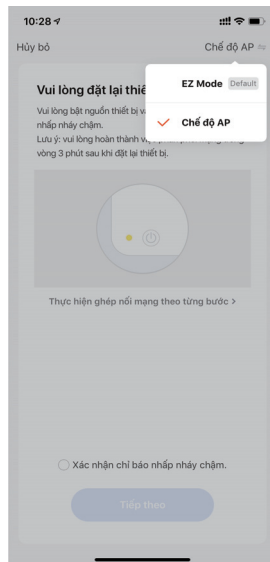 10:28
Hủy bỏ
Chế độ AP
EZ Mode Default
Chế độ AP
Vui lòng đặt lại thiế
Vui lòng bật nguồn thiết bị v
nhấp nháy chậm.
Lưu ý: vui lòng hoàn thành v
vòng 3 phút sau khi đặt lại thiết bị.
Thực hiện ghép nối mạng theo từng bước >
Xác nhận chỉ báo nhấp nháy chậm.
Tiếp theo